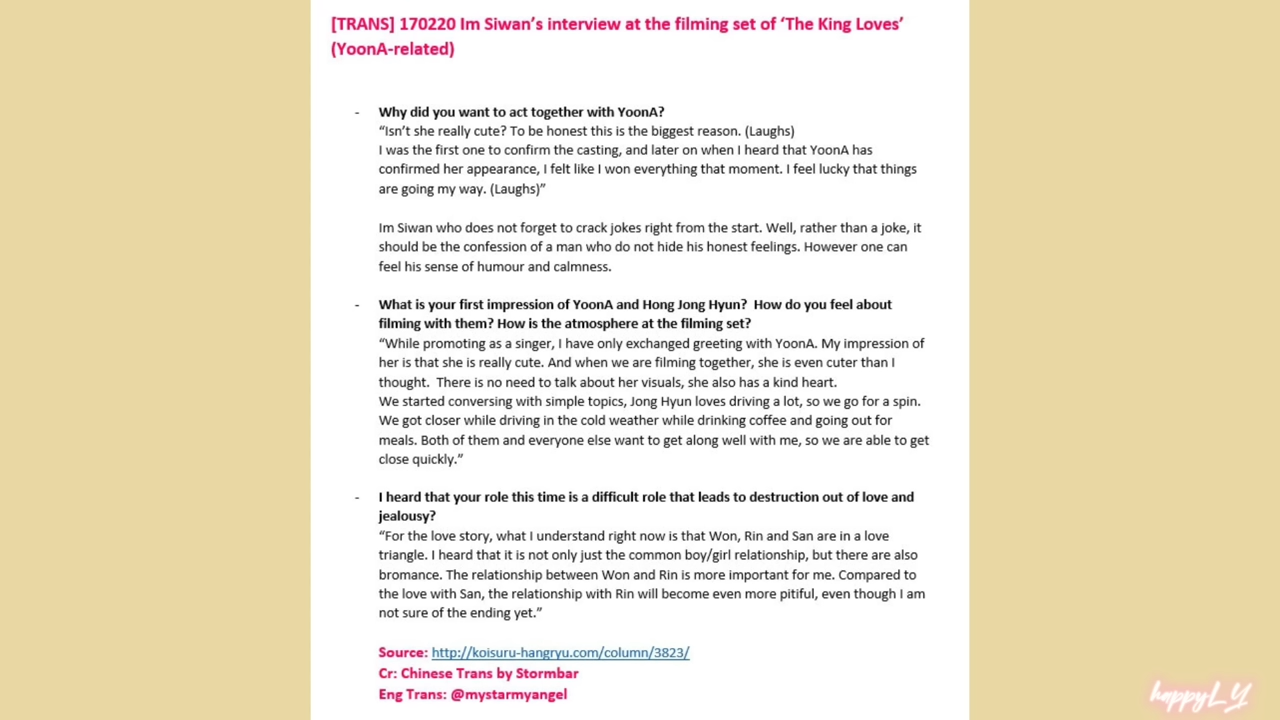 [TRANS] 170220 Im Siwan's interview at the filming set of 'The King Loves'
(YoonA-related)
- Why did you want to act together with YoonA?
"Isn't she really cute? To be honest this is the biggest reason. (Laughs)
I was the first one to confirm the casting, and later on when I heard that YoonA has
confirmed her appearance, I felt like I won everything that moment. I feel lucky that things
are going my way. (Laughs)"
Im Siwan who does not forget to crack jokes right from the start. Well, rather than a joke, it
should be the confession of a man who do not hide his honest feelings. However one can
feel his sense of humour and calmness.
- What is your first impression of YoonA and Hong Jong Hyun?  How do you feel about
filming with them? How is the atmosphere at the filming set?
"While promoting as a singer, I have only exchanged greeting with YoonA. My impression of
her is that she is really cute. And when we are filming together, she is even cuter than I
thought.  There is no need to talk about her visuals, she also has a kind heart.
We started conversing with simple topics, Jong Hyun loves driving a lot, so we go for a spin.
We got closer while driving in the cold weather while drinking coffee and going out for
meals. Both of them and everyone else want to get along well with me, so we are able to get
close quickly."
- I heard that your role this time is a difficult role that leads to destruction out of love and
jealousy?
"For the love story, what I understand right now is that Won, Rin and San are in a love
triangle. I heard that it is not only just the common boy/girl relationship, but there are also
bromance. The relationship between Won and Rin is more important for me. Compared to
the love with San, the relationship with Rin will become even more pitiful, even though I am
not sure of the ending yet."
Source: http://koisuru-hangryu.com/column/3823/
Cr: Chinese Trans by Stormbar
Eng Trans: @mystarmyangel
happyLY